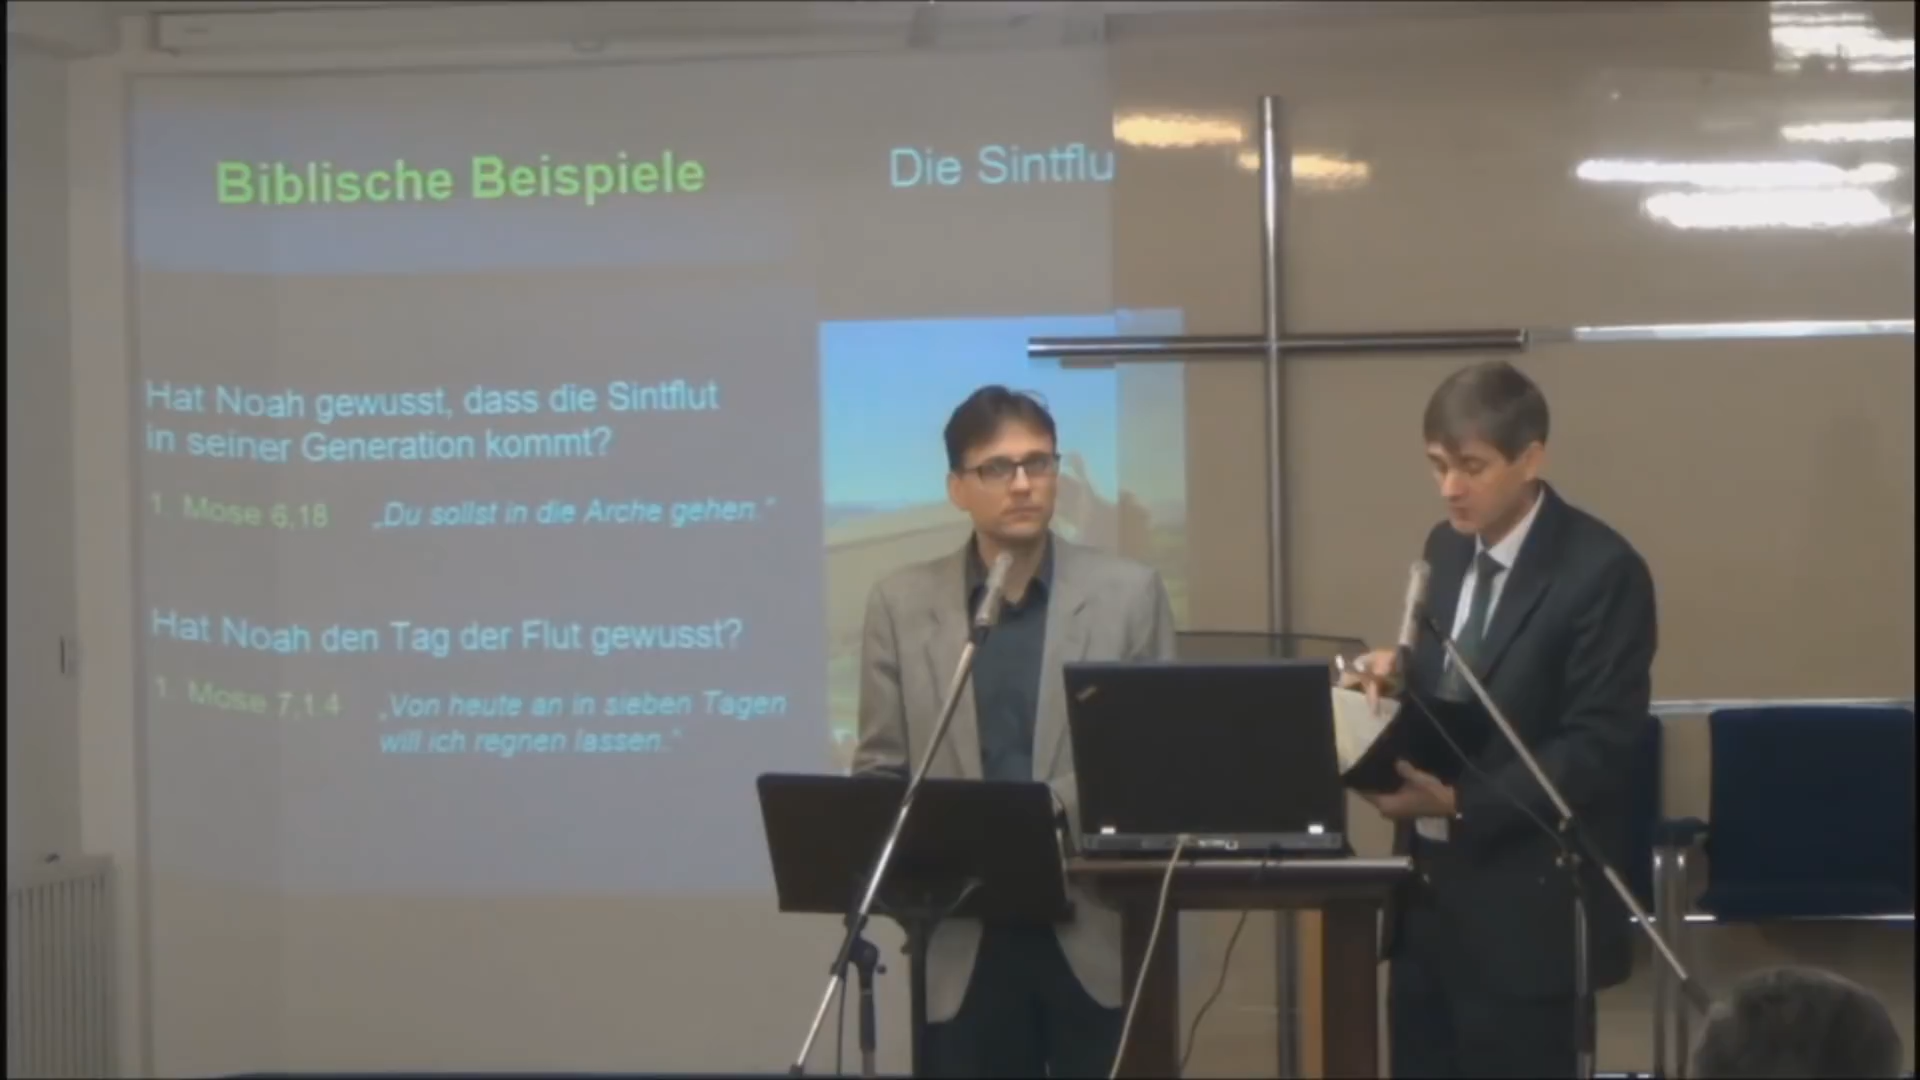 Biblische Beispiele
Die Sintflu
Hat Noah gewusst, dass die Sintflut
in seiner Generation kommt?
1. Mose 6,18 „Du sollst in die Arche gehen.“
Hat Noah den Tag der Flut gewusst?
1. Mose 7,1.4 „Von heute an in sieben Tagen
will ich regnen lassen.“